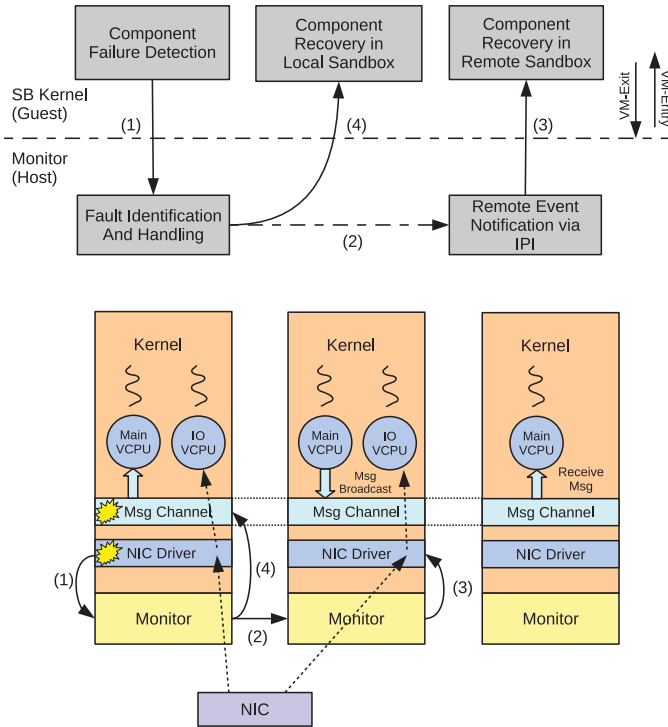 Component
Failure Detection
Component
Recovery in
Local Sandbox
Component
Recovery in
Remote Sandbox
SB Kernel
(Guest)
(1)
(4)
(3)
VM-Exit
VM-Entry
Monitor
(Host)
Fault Identification
And Handling
(2)
Remote Event
Notification via
IPI
Kernel
Kernel
Kernel
Main
VCPU
IO
VCPU
Main
VCPU
IO
VCPU
Main
VCPU
Msg
Broadcast
Receive
Msg
Msg Channel
Msg Channel
Msg Channel
NIC Driver
NIC Driver
NIC Driver
(1)
(4)
(3)
Monitor
(2)
Monitor
Monitor
NIC